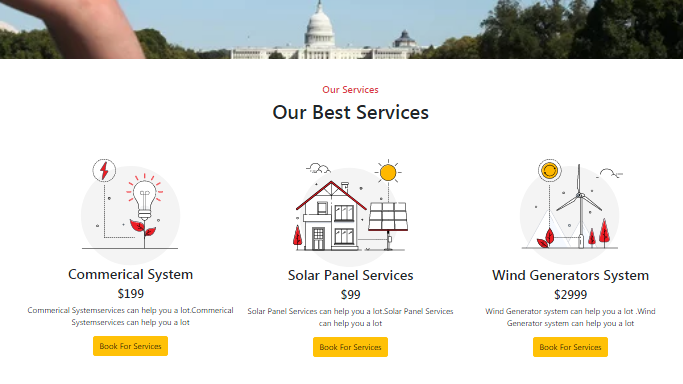 Our Services
Our Best Services
Commerical System
$199
Commerical Systemservices can help you a lot.Commerical
Systemservices can help you a lot
Book For Services
Solar Panel Services
$99
Solar Panel Services can help you a lot.Solar Panel Services
can help you a lot
Book For Services
Wind Generators System
$2999
Wind Generator system can help you a lot .Wind
Generator system can help you a lot
Book For Services